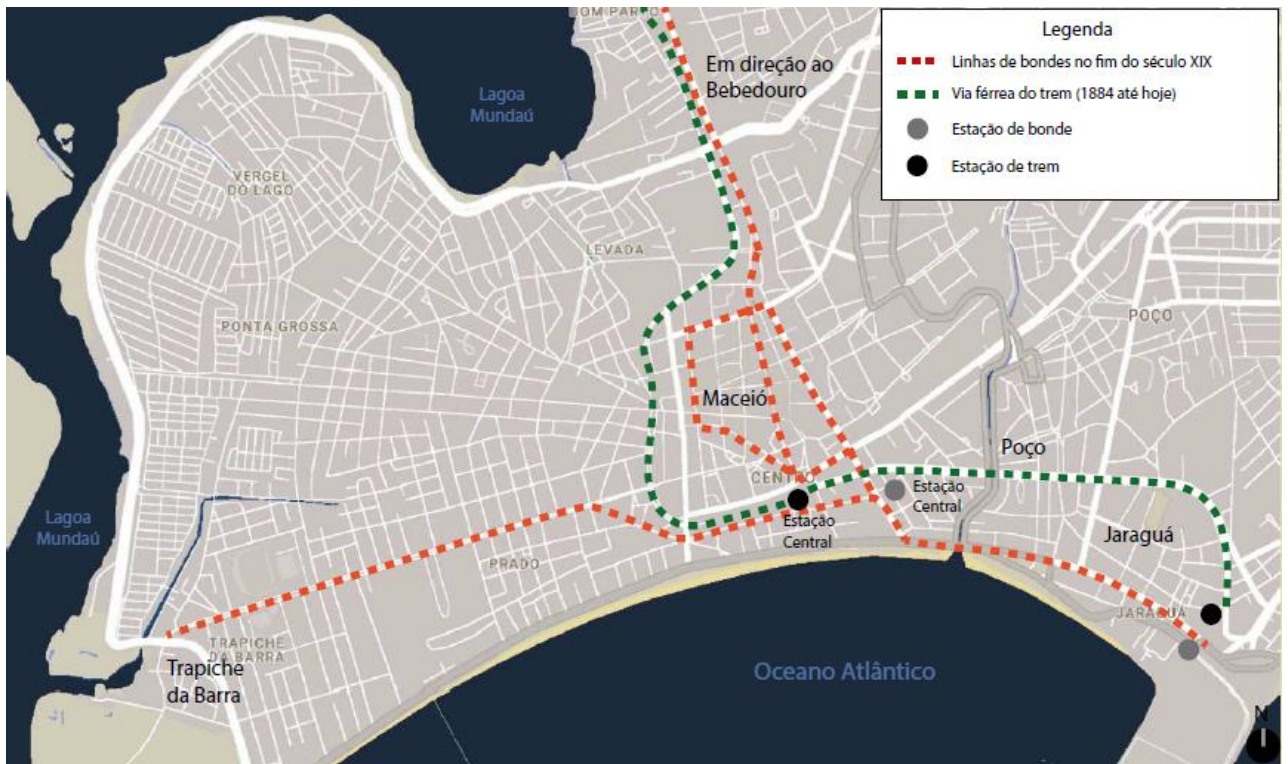 BOM PARTO
Em direção ao
Bebedouro
Legenda
Linhas de bondes no fim do século XIX
Via férrea do trem (1884 até hoje)
Estação de bonde
Estação de trem
Lagoa
Mundaú
VERGEL
DO LAGO
LEVADA
PONTA GROSSA
POÇO
Maceió
Poço
CENTRO
Estação
Central
Estação
Central
Lagoa
Mundaú
Jaraguá
PRADO
JARAGUÁ
TRAPICHE
DA BARRA
Trapiche
da Barra
Oceano Atlântico
N